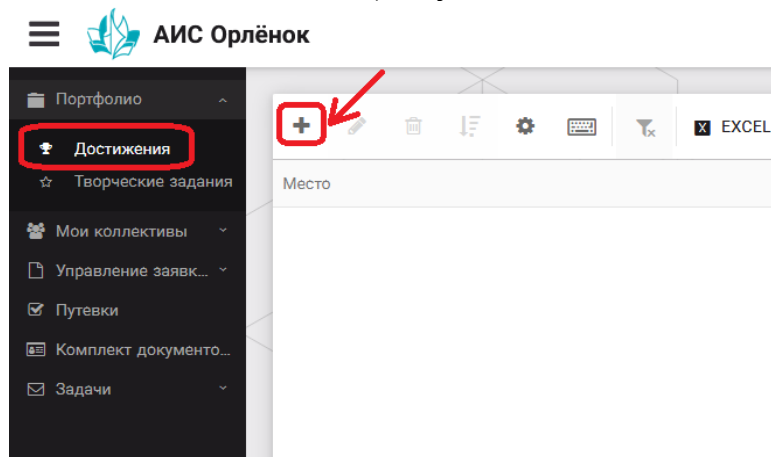 АИС Орлёнок
Портфолио
Достижения
Творческие задания
Мои коллективы
Управление заявк...
Путевки
Комплект документо...
Задачи
X EXCEL
Место